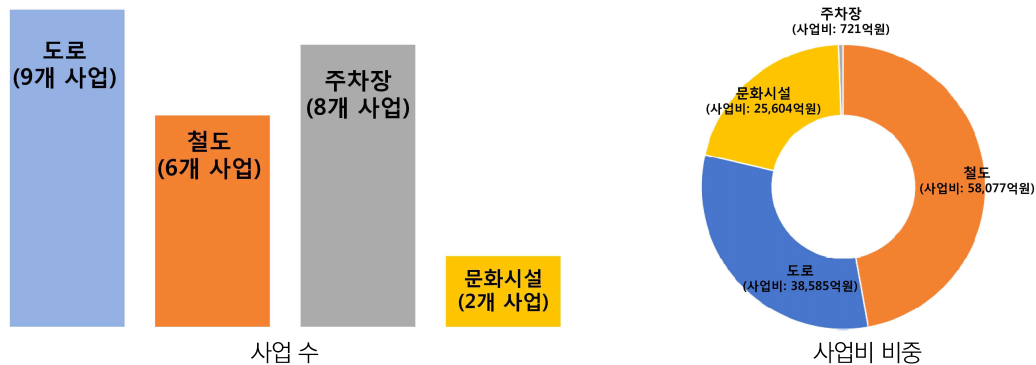 도로
(9개 사업)
철도
(6개 사업)
주차장
(8개 사업)
문화시설
(2개 사업)
사업 수
주차장
(사업비: 721억원)
문화시설
(사업비: 25,604억원)
철도
(사업비: 58,077억원)
도로
(사업비: 38,585억원)
사업비 비중